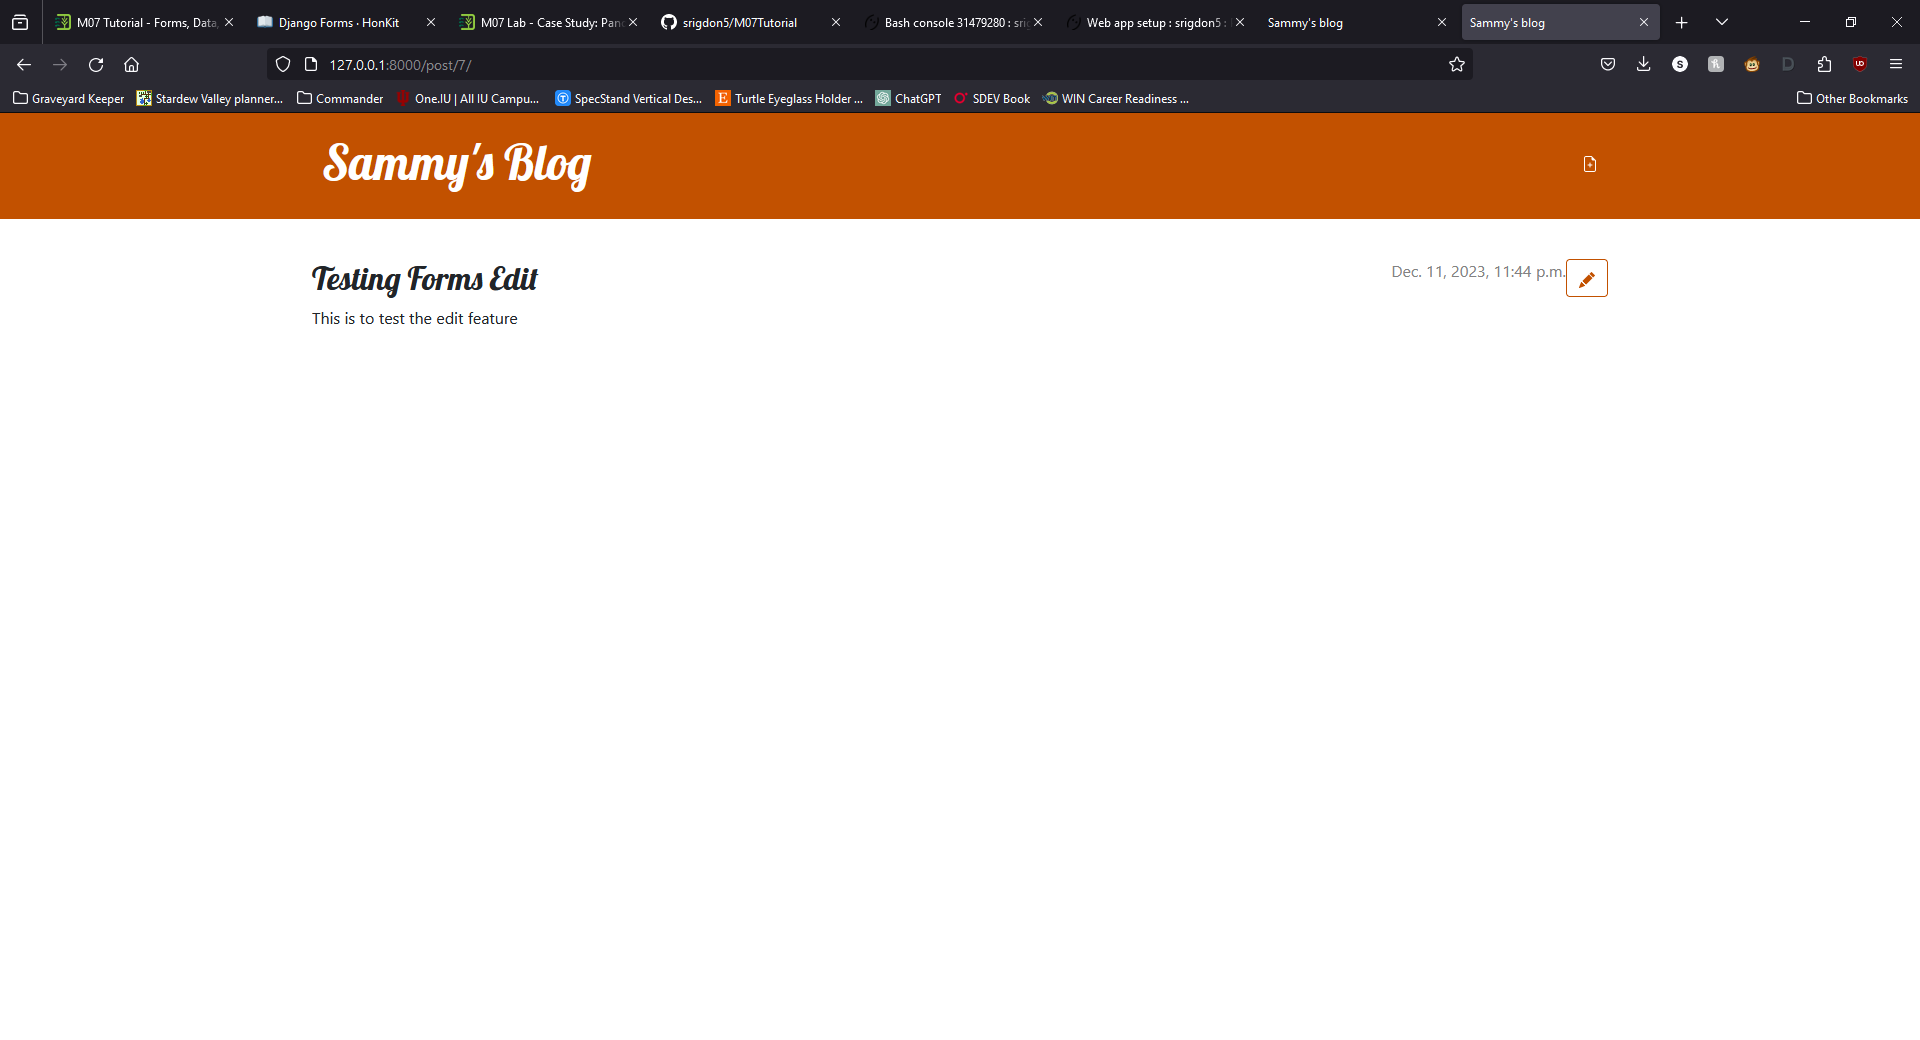 M07 Tutorial - Forms, Data,
Django Forms · HonKit
M07 Lab - Case Study: Pand
srigdon5/M07Tutorial
Bash console 31479280 : srig
Web app setup : srigdon5 :
Sammy's blog
Sammy's blog
127.0.0.1:8000/post/7/
S
D
UD
Graveyard Keeper
Stardew Valley planner...
Commander
One.IU | All IU Campu...
SpecStand Vertical Des...
E
Turtle Eyeglass Holder ...
ChatGPT
SDEV Book
WIN Career Readiness ...
Other Bookmarks
Sammy's Blog
Testing Forms Edit
Dec. 11, 2023, 11:44 p.m.
This is to test the edit feature